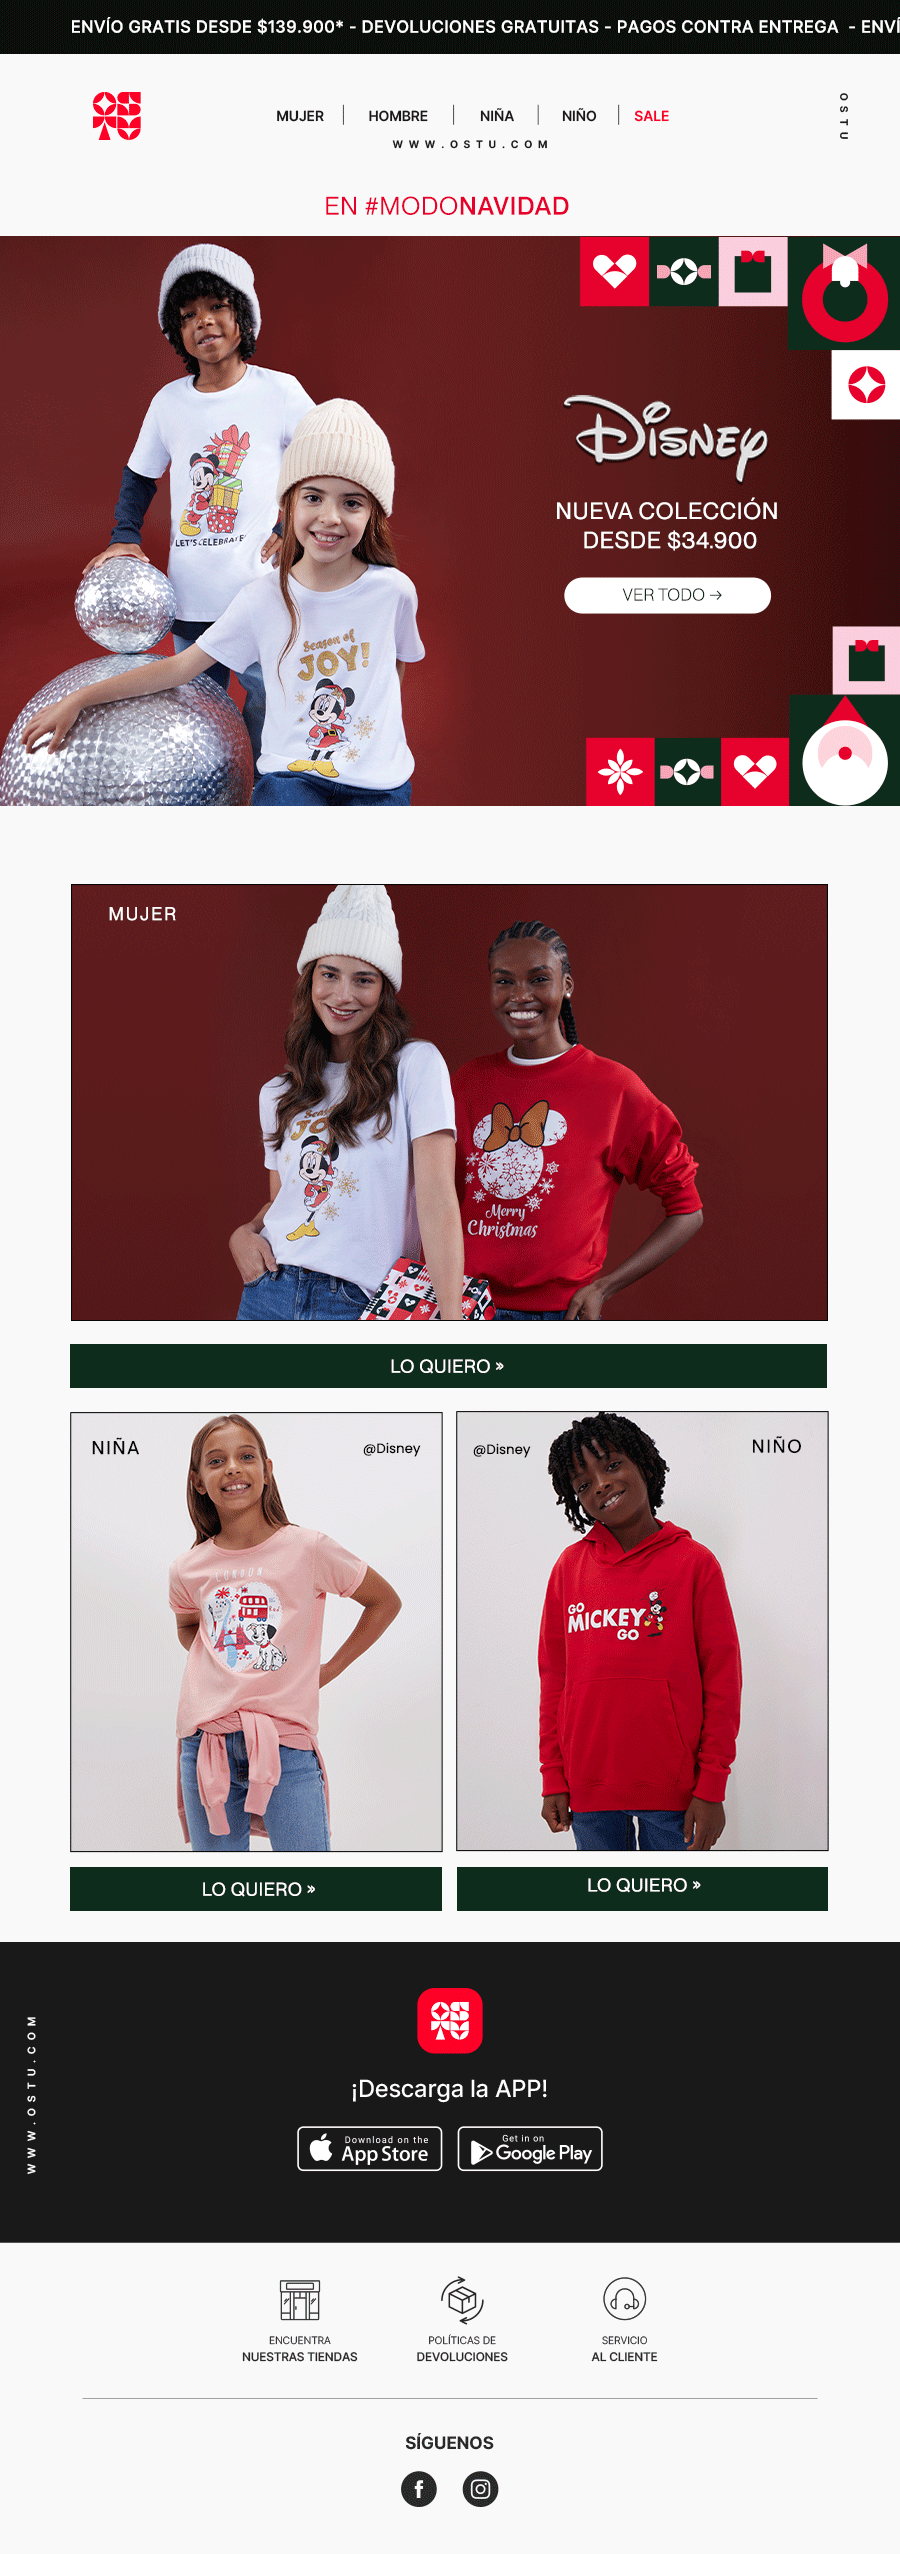 ENVÍO GRATIS DESDE $139.900* - DEVOLUCIONES GRATUITAS - PAGOS CONTRA ENTREGA - ENVÍ
OSTU
MUJER | HOMBRE | NIÑA | NIÑO | SALE
WWW.OSTU.COM
OSTU
EN #MODONAVIDAD
Disney
NUEVA COLECCIÓN
DESDE $34.900
VER TODO →
LET'S CELEBRATE!
Season of
JOY!
MUJER
Merry
Christmas
LO QUIERO »
NIÑA
@Disney
LONDON
@Disney
NIÑO
GO
MICKEY
GO
LO QUIERO »
LO QUIERO »
WWW.OSTU.COM
OSTU
¡Descarga la APP!
Download on the
App Store
Get in on
Google Play
ENCUENTRA
NUESTRAS TIENDAS
POLÍTICAS DE
DEVOLUCIONES
SERVICIO
AL CLIENTE
SÍGUENOS